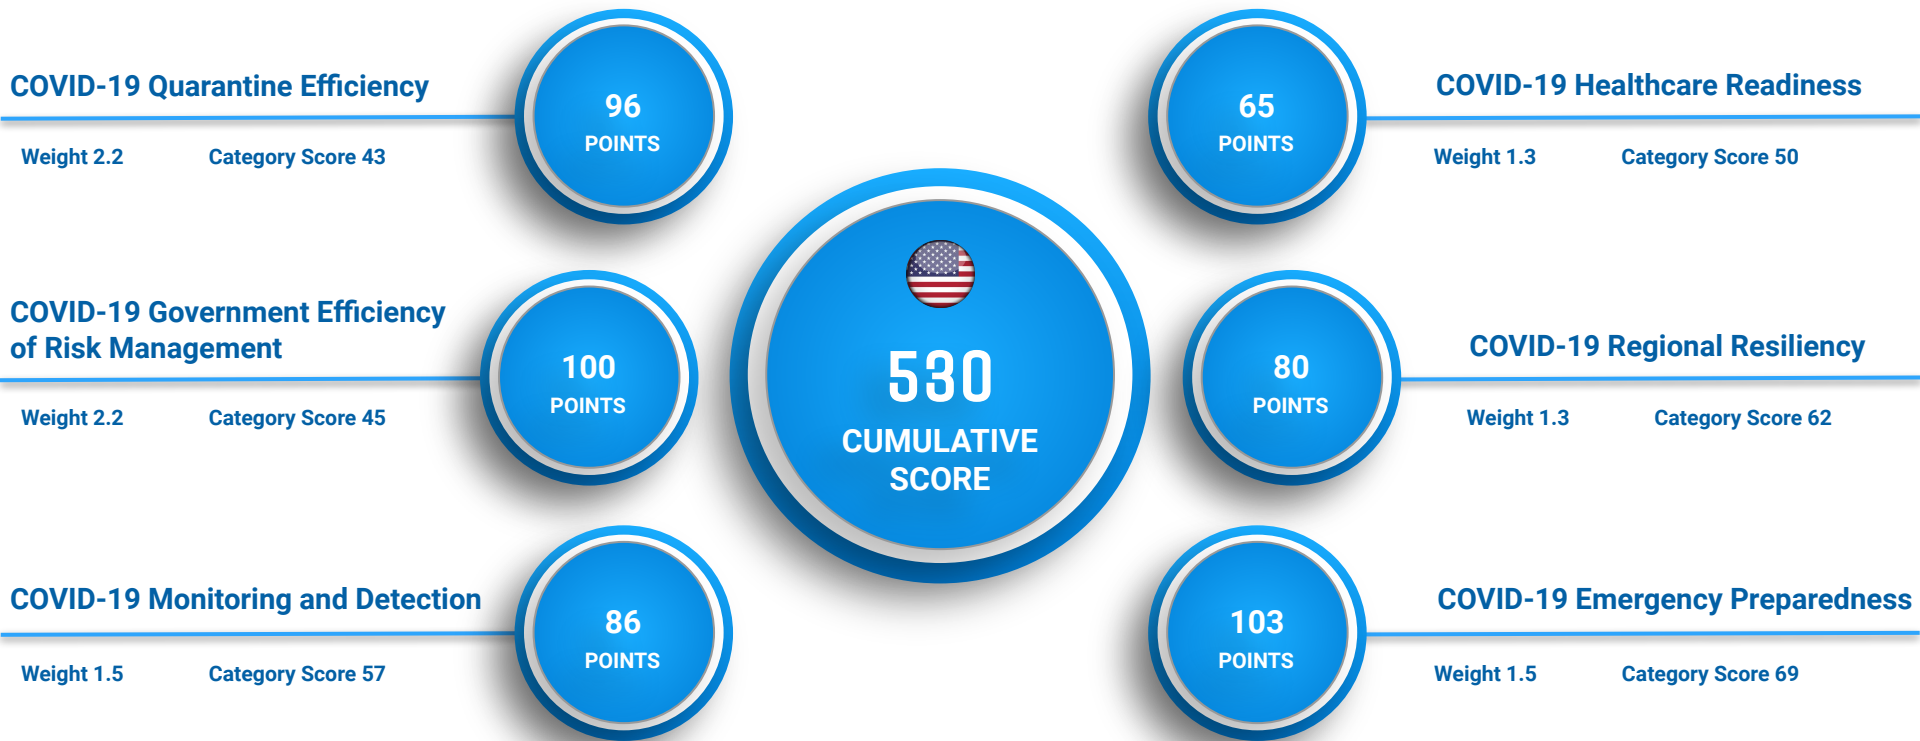 COVID-19 Quarantine Efficiency
Weight 2.2 Category Score 43
96
POINTS
COVID-19 Government Efficiency
of Risk Management
Weight 2.2 Category Score 45
100
POINTS
COVID-19 Monitoring and Detection
Weight 1.5 Category Score 57
86
POINTS
530
CUMULATIVE
SCORE
65
POINTS
COVID-19 Healthcare Readiness
Weight 1.3 Category Score 50
80
POINTS
COVID-19 Regional Resiliency
Weight 1.3 Category Score 62
103
POINTS
COVID-19 Emergency Preparedness
Weight 1.5 Category Score 69